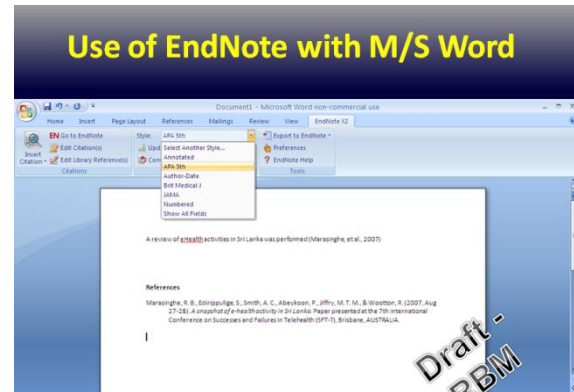 Use of EndNote with M/S Word
Document1 - Microsoft Word non-commercial use
Home Insert Page Layout References Mailings Review View EndNote X2
EN Go to EndNote Style: APA 5th Export to EndNote
Edit Citation(s) Upd Select Another Style... Preferences
Insert Citation Edit Library Reference(s) Con Annotated ? EndNote Help
APA 5th
Citations Author-Date Tools
Brit Medical J
JAMA
Numbered
Show All Fields
A review of eHealth activities in Sri Lanka was performed (Marasinghe, et al., 2007)
References
Marasinghe, R. B., Edirippulige, S., Smith, A. C., Abeykoon, P., Jiffry, M. T. M., & Wootton, R. (2007, Aug
27-28). A snapshot of e-health activity in Sri Lanka. Paper presented at the 7th International
Conference on Successes and Failures in Telehealth (SFT-7), Brisbane, AUSTRALIA.
Draft -
RBM